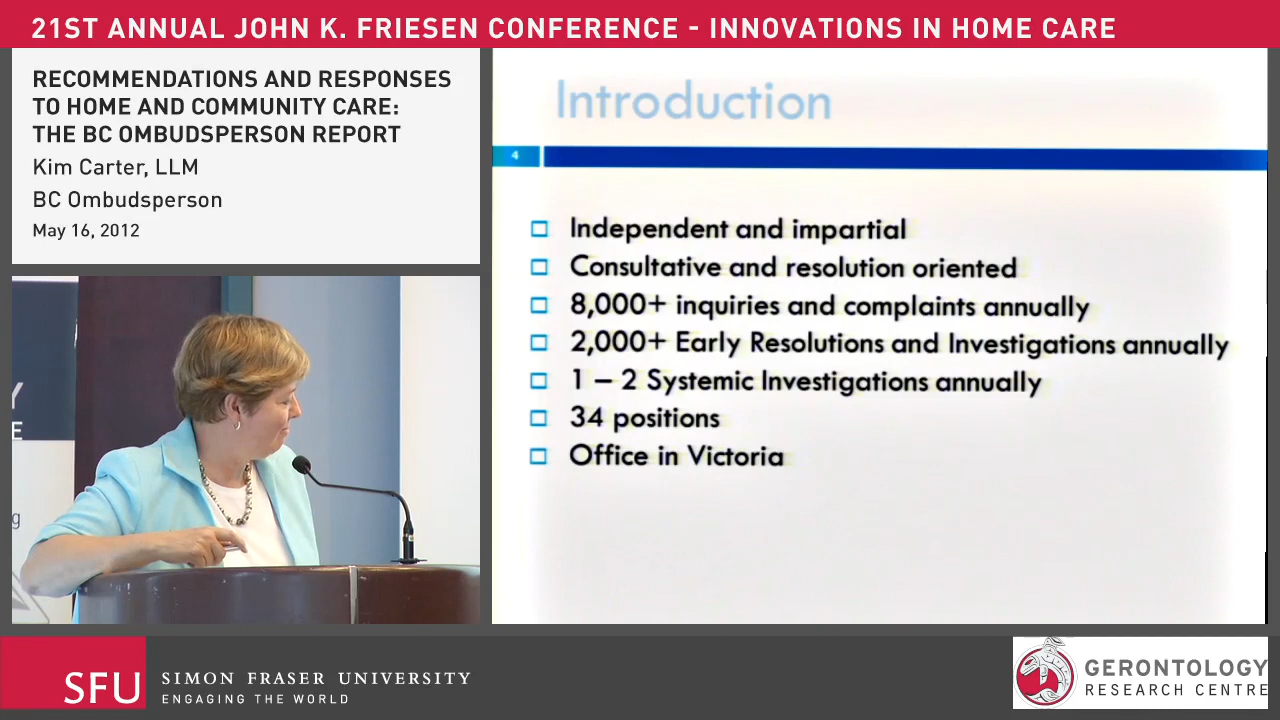 21ST ANNUAL JOHN K. FRIESEN CONFERENCE - INNOVATIONS IN HOME CARE
RECOMMENDATIONS AND RESPONSES
TO HOME AND COMMUNITY CARE:
THE BC OMBUDSPERSON REPORT
Kim Carter, LLM
BC Ombudsperson
May 16, 2012
Introduction
4
Independent and impartial
Consultative and resolution oriented
8,000+ inquiries and complaints annually
2,000+ Early Resolutions and Investigations annually
1 – 2 Systemic Investigations annually
34 positions
Office in Victoria
SFU
SIMON FRASER UNIVERSITY
ENGAGING THE WORLD
GERONTOLOGY
RESEARCH CENTRE